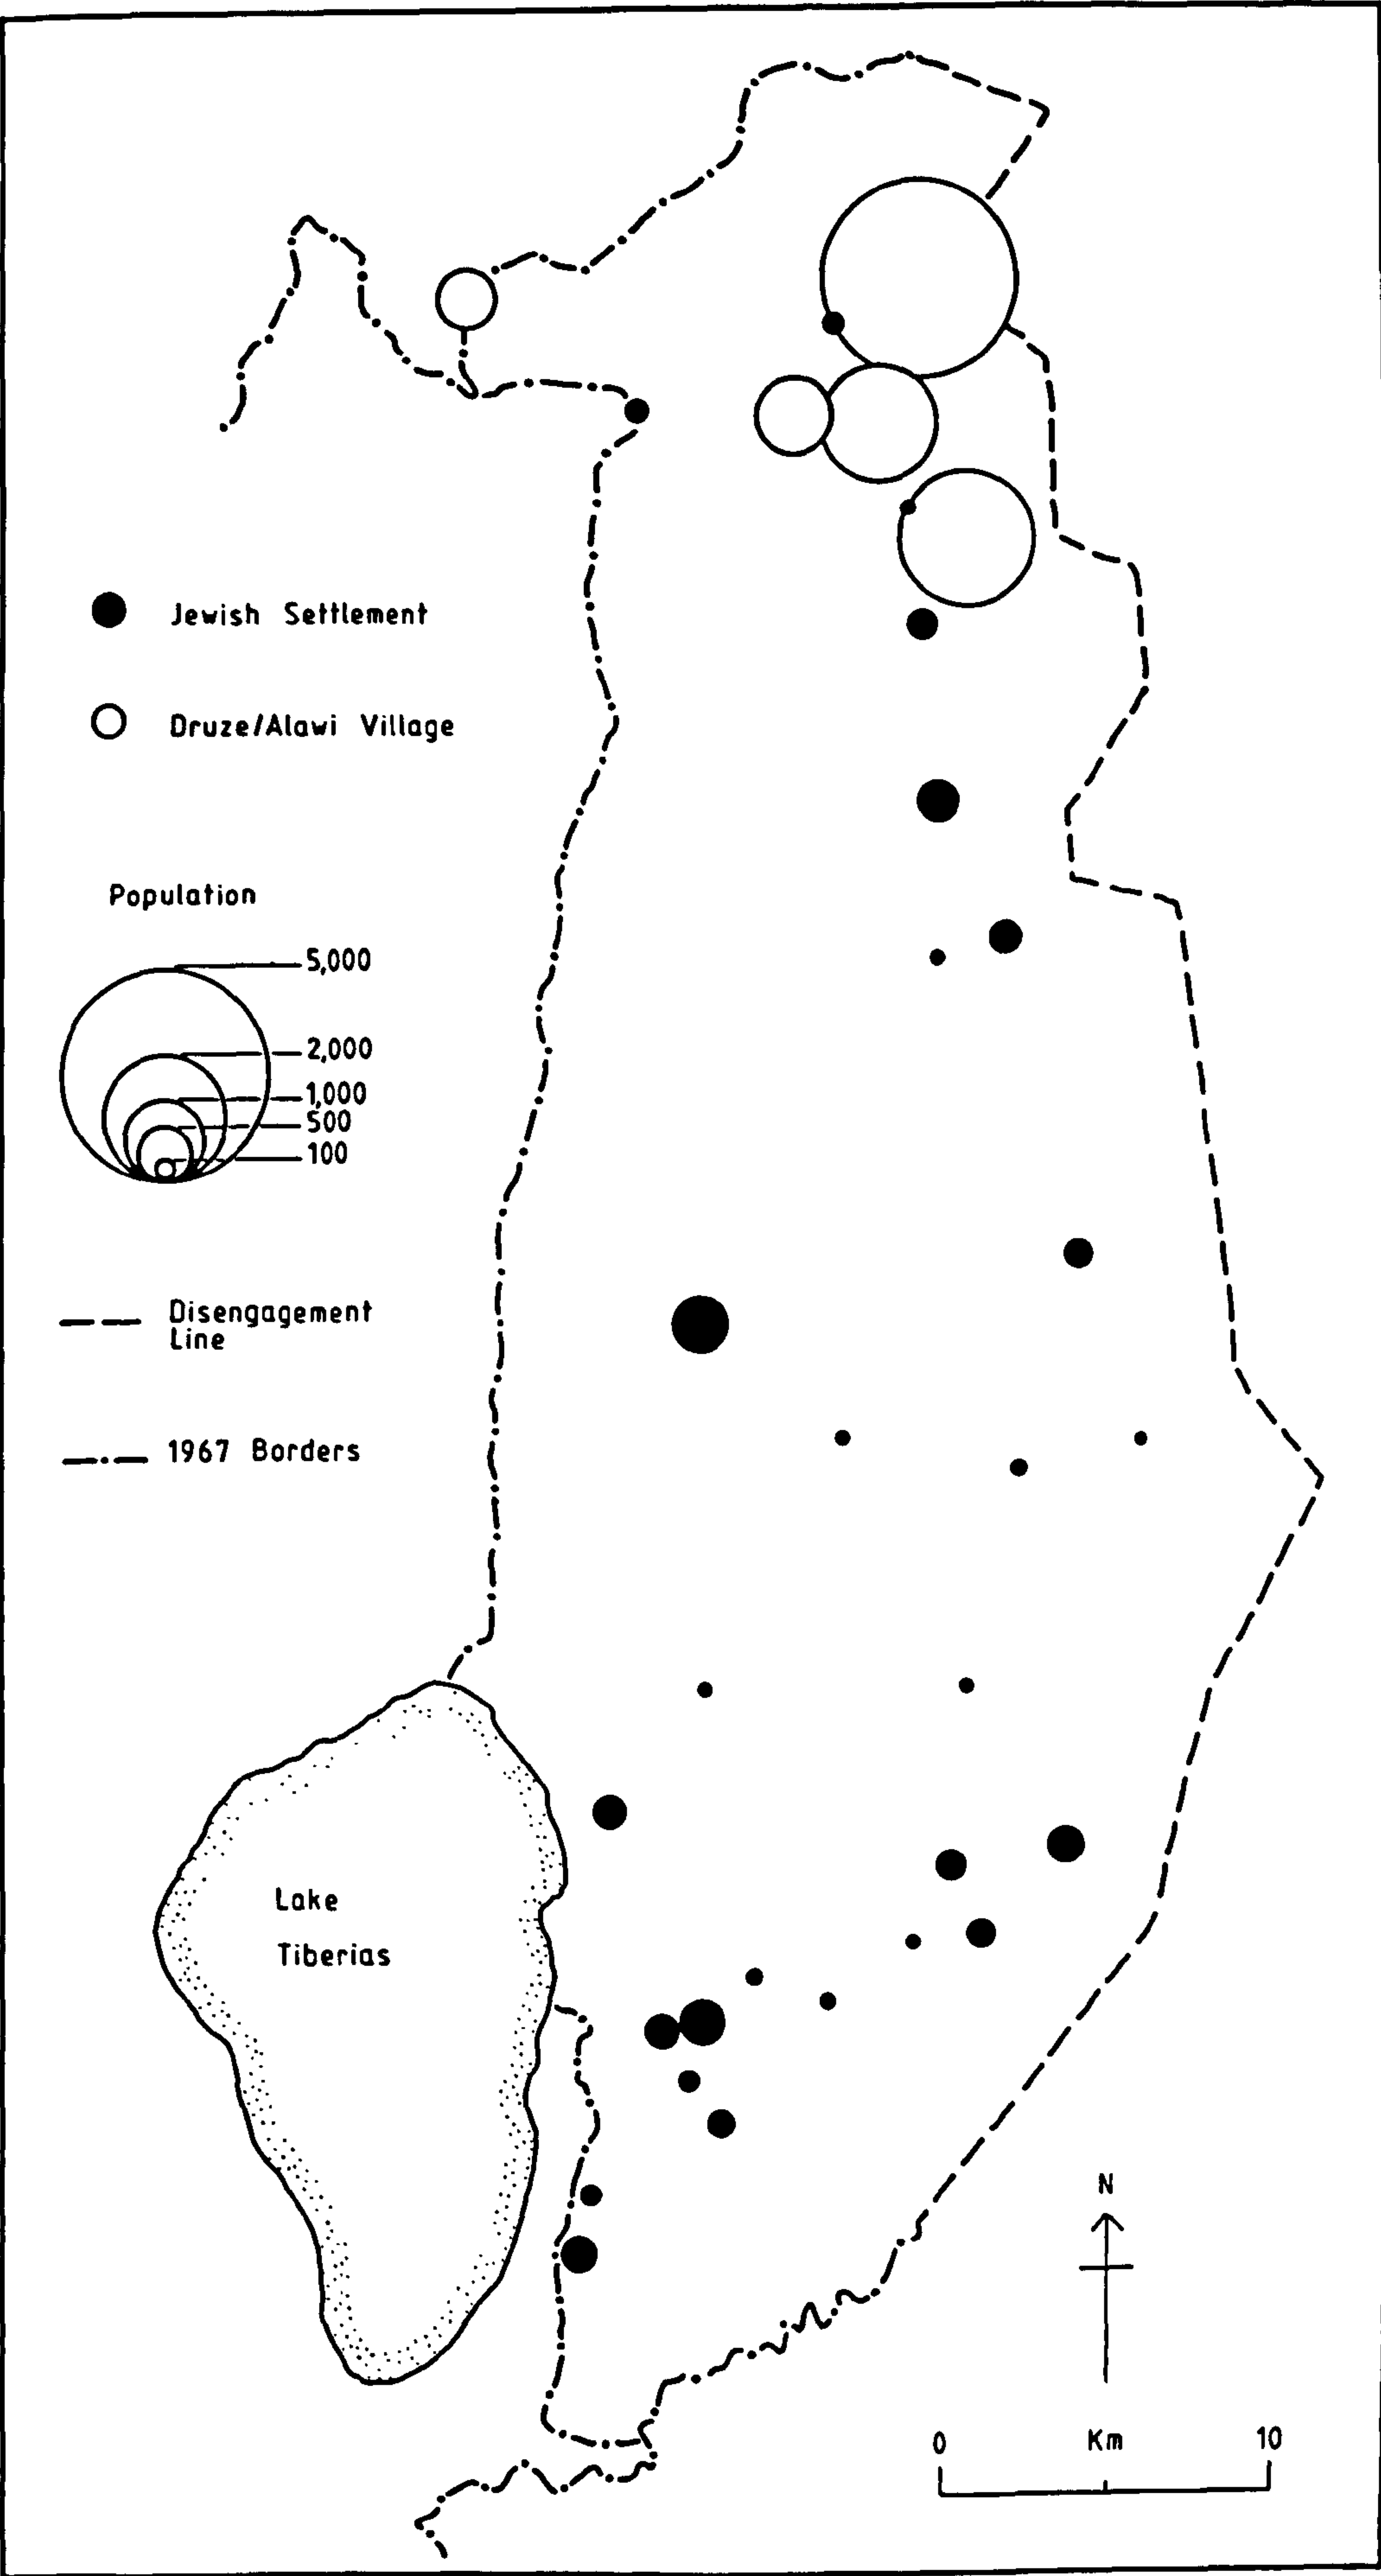 Jewish Settlement
Druze/Alawi Village
Population
5,000
2,000
1,000
500
100
Disengagement
Line
1967 Borders
Lake
Tiberias
N
0 Km 10